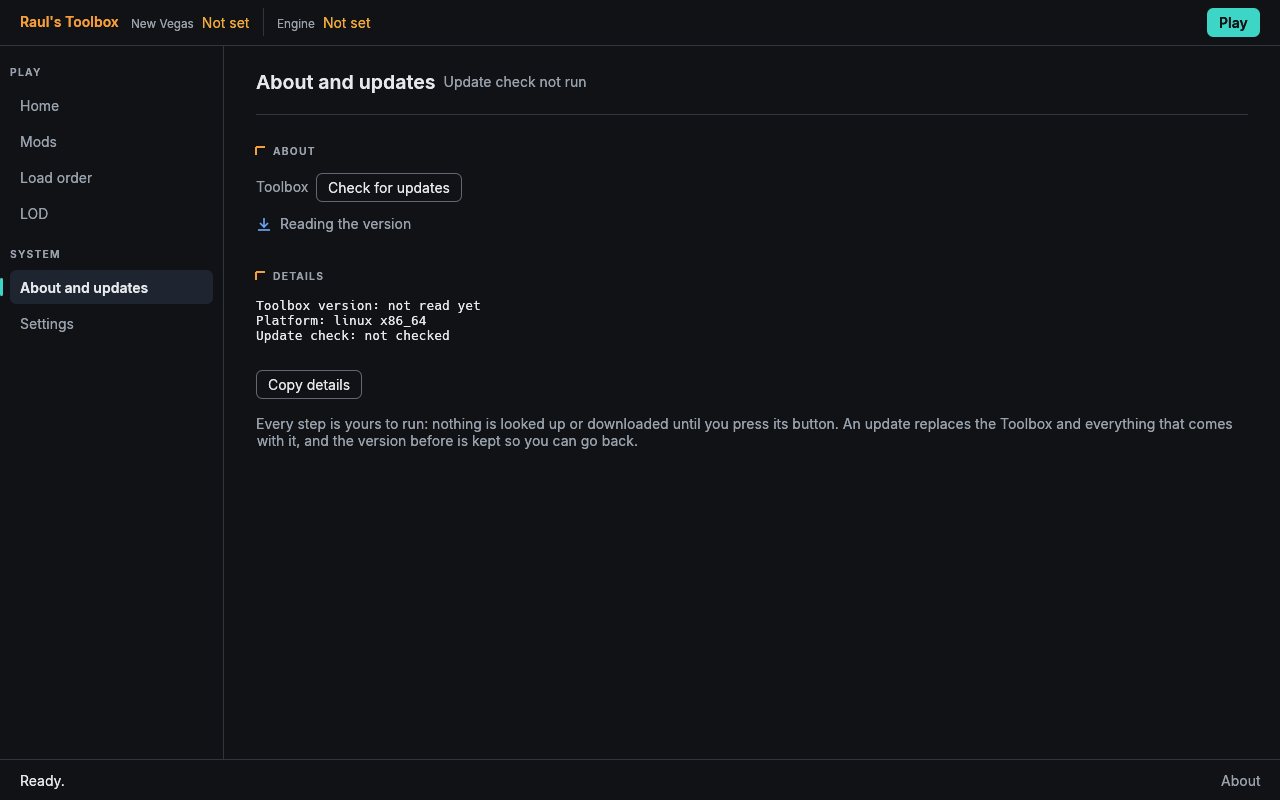 Raul's Toolbox New Vegas Not set Engine Not set Play
PLAY
Home
Mods
Load order
LOD
SYSTEM
About and updates
Settings
About and updates Update check not run
ABOUT
Toolbox Check for updates
Reading the version
DETAILS
Toolbox version: not read yet
Platform: linux x86_64
Update check: not checked
Copy details
Every step is yours to run: nothing is looked up or downloaded until you press its button. An update replaces the Toolbox and everything that comes
with it, and the version before is kept so you can go back.
Ready. About